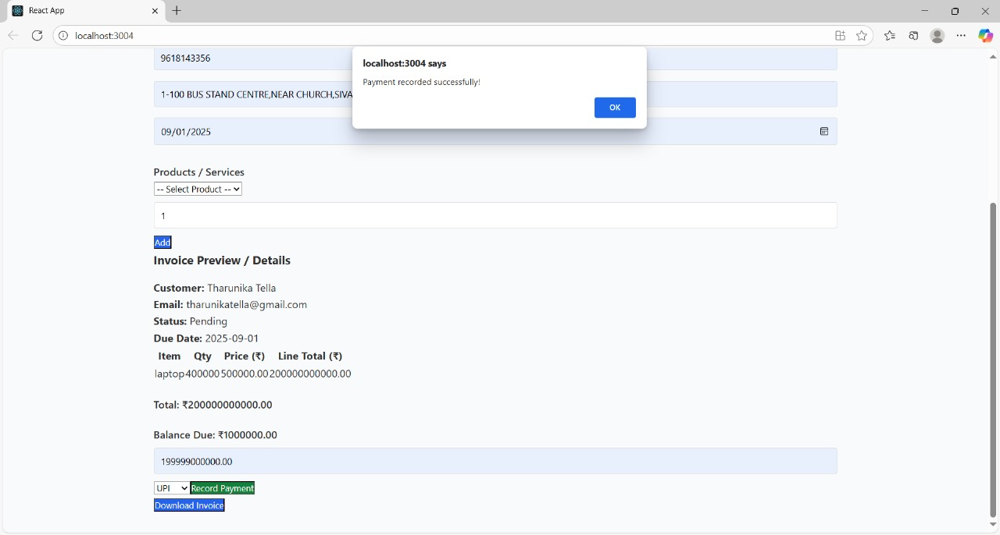 React App
localhost:3004
localhost:3004 says
Payment recorded successfully!
OK
9618143356
1-100 BUS STAND CENTRE,NEAR CHURCH,SIVA
09/01/2025
Products / Services
-- Select Product --
1
Add
Invoice Preview / Details
Customer: Tharunika Tella
Email: tharunikatella@gmail.com
Status: Pending
Due Date: 2025-09-01
Item Qty Price (₹) Line Total (₹)
laptop 400000 500000.00 200000000000.00
Total: ₹200000000000.00
Balance Due: ₹1000000.00
199999000000.00
UPI Record Payment
Download Invoice